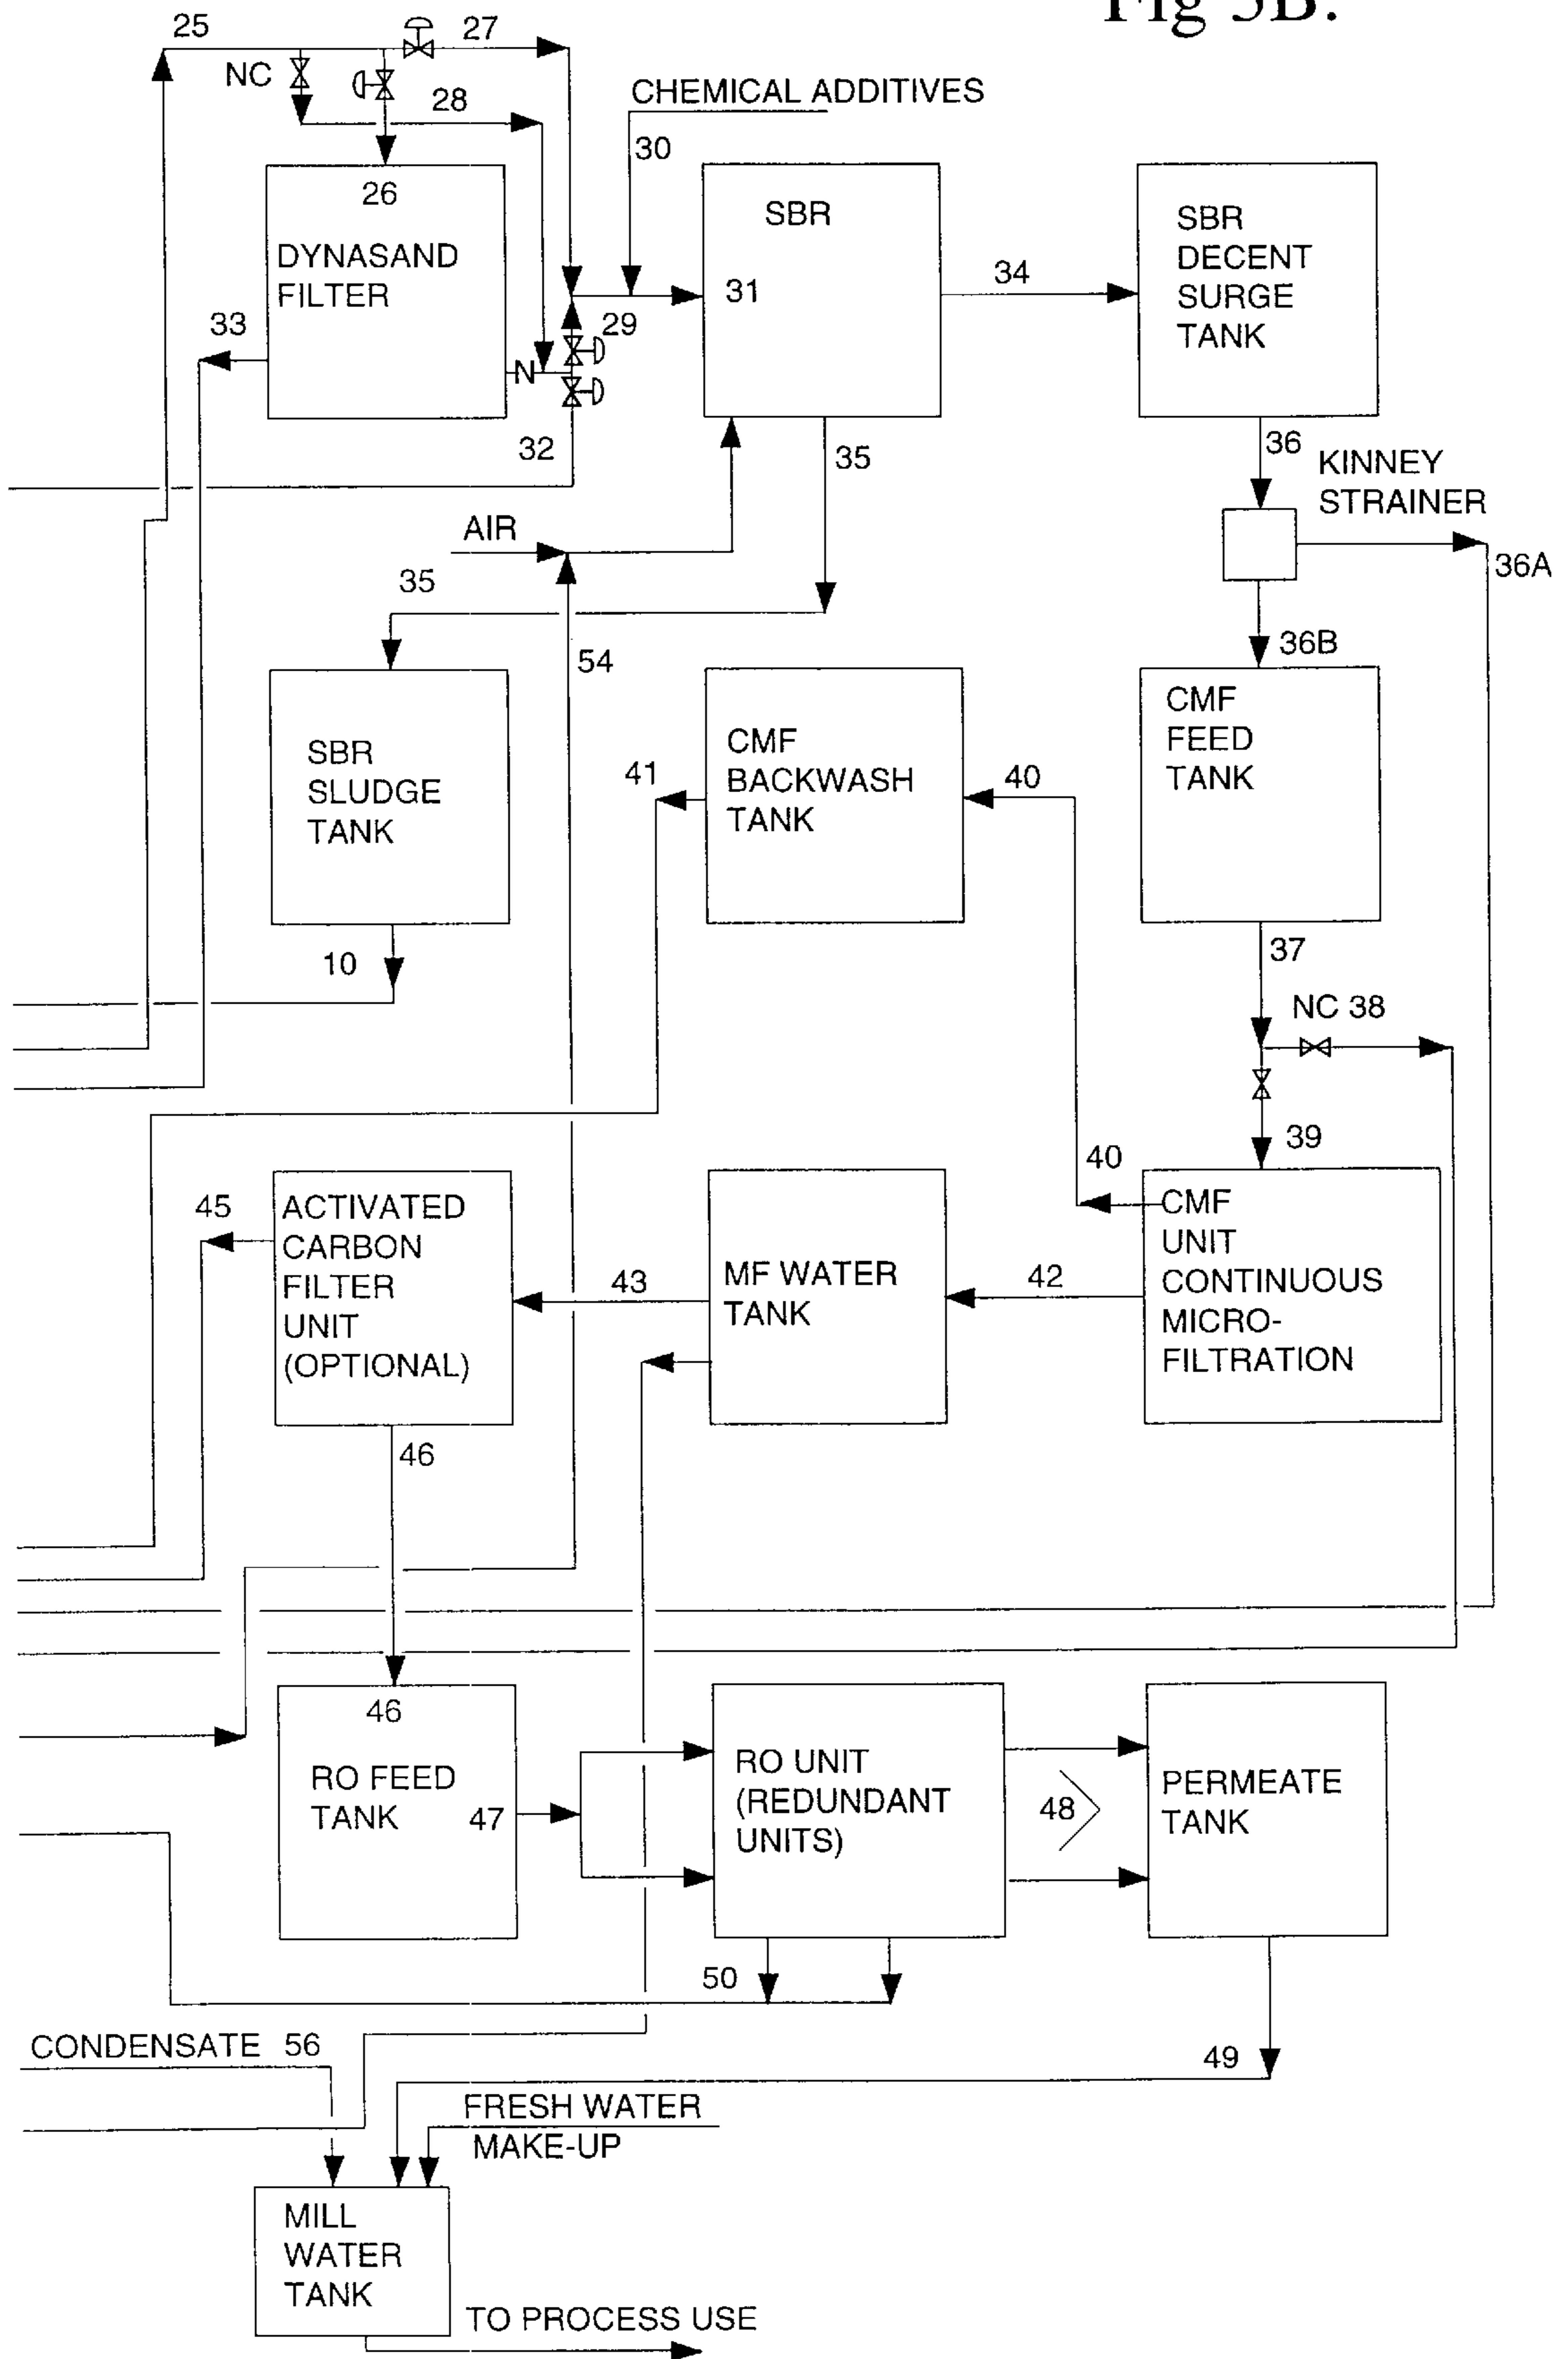 Fig 3B.
25
27
NC
28
CHEMICAL ADDITIVES
30
26
DYNASAND
FILTER
SBR
31
34
SBR
DECENT
SURGE
TANK
33
29
N
32
35
36
KINNEY
STRAINER
36A
AIR
35
54
36B
SBR
SLUDGE
TANK
41
CMF
BACKWASH
TANK
40
CMF
FEED
TANK
10
37
NC 38
39
40
45
ACTIVATED
CARBON
FILTER
UNIT
(OPTIONAL)
43
MF WATER
TANK
42
CMF
UNIT
CONTINUOUS
MICRO-
FILTRATION
46
46
RO FEED
TANK
47
RO UNIT
(REDUNDANT
UNITS)
48
PERMEATE
TANK
50
CONDENSATE 56
49
FRESH WATER
MAKE-UP
MILL
WATER
TANK
TO PROCESS USE